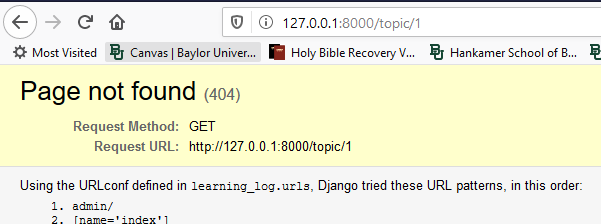 127.0.0.1:8000/topic/1
Most Visited Canvas | Baylor Univer... Holy Bible Recovery V... Hankamer School of B...
Page not found (404)
Request Method: GET
Request URL: http://127.0.0.1:8000/topic/1
Using the URLconf defined in learning_log.urls, Django tried these URL patterns, in this order:
1. admin/
2. [name='index']